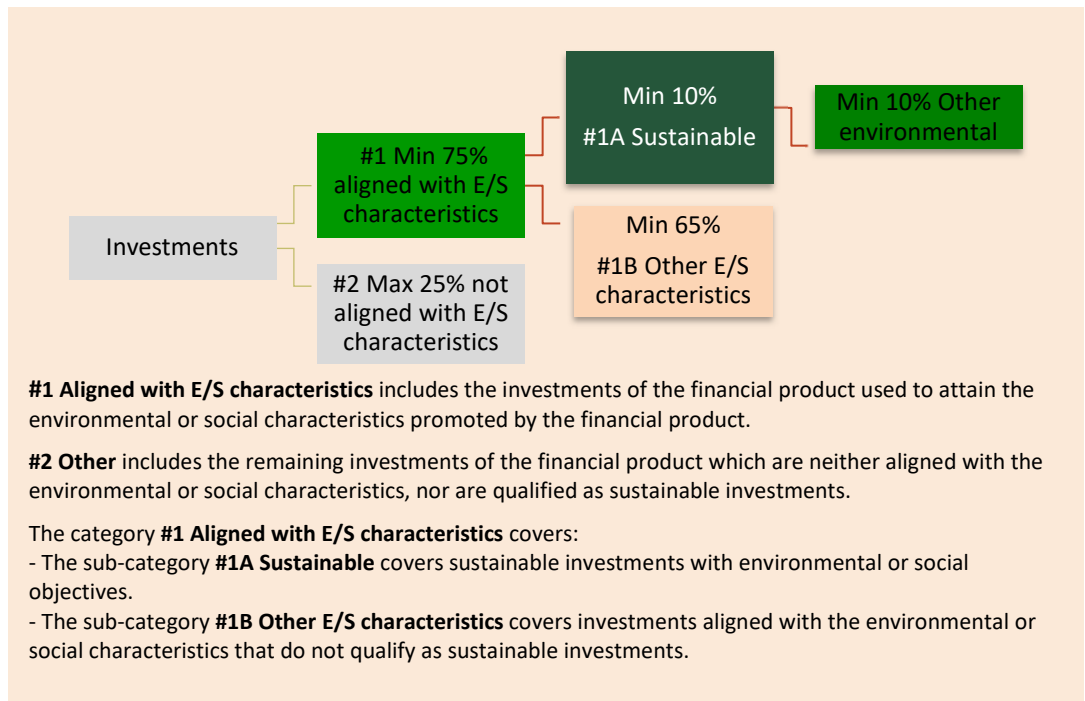 Investments
#1 Min 75%
aligned with E/S
characteristics
#2 Max 25% not
aligned with E/S
characteristics
Min 10%
#1A Sustainable
Min 65%
#1B Other E/S
characteristics
Min 10% Other
environmental
#1 Aligned with E/S characteristics includes the investments of the financial product used to attain the
environmental or social characteristics promoted by the financial product.
#2 Other includes the remaining investments of the financial product which are neither aligned with the
environmental or social characteristics, nor are qualified as sustainable investments.
The category #1 Aligned with E/S characteristics covers:
- The sub-category #1A Sustainable covers sustainable investments with environmental or social
objectives.
- The sub-category #1B Other E/S characteristics covers investments aligned with the environmental or
social characteristics that do not qualify as sustainable investments.